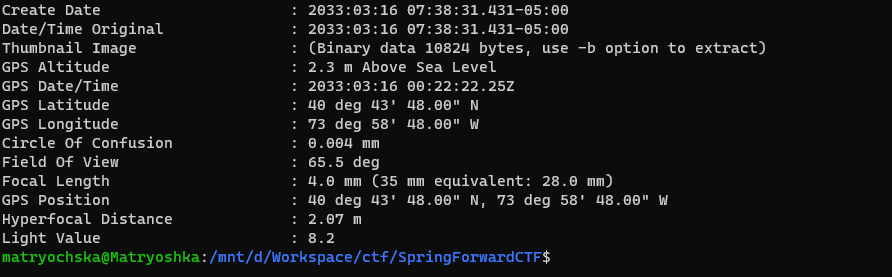 Create Date : 2033:03:16 07:38:31.431-05:00
Date/Time Original : 2033:03:16 07:38:31.431-05:00
Thumbnail Image : (Binary data 10824 bytes, use -b option to extract)
GPS Altitude : 2.3 m Above Sea Level
GPS Date/Time : 2033:03:16 00:22:22.25Z
GPS Latitude : 40 deg 43' 48.00" N
GPS Longitude : 73 deg 58' 48.00" W
Circle Of Confusion : 0.004 mm
Field Of View : 65.5 deg
Focal Length : 4.0 mm (35 mm equivalent: 28.0 mm)
GPS Position : 40 deg 43' 48.00" N, 73 deg 58' 48.00" W
Hyperfocal Distance : 2.07 m
Light Value : 8.2
matryochska@Matryoshka:/mnt/d/Workspace/ctf/SpringForwardCTF$